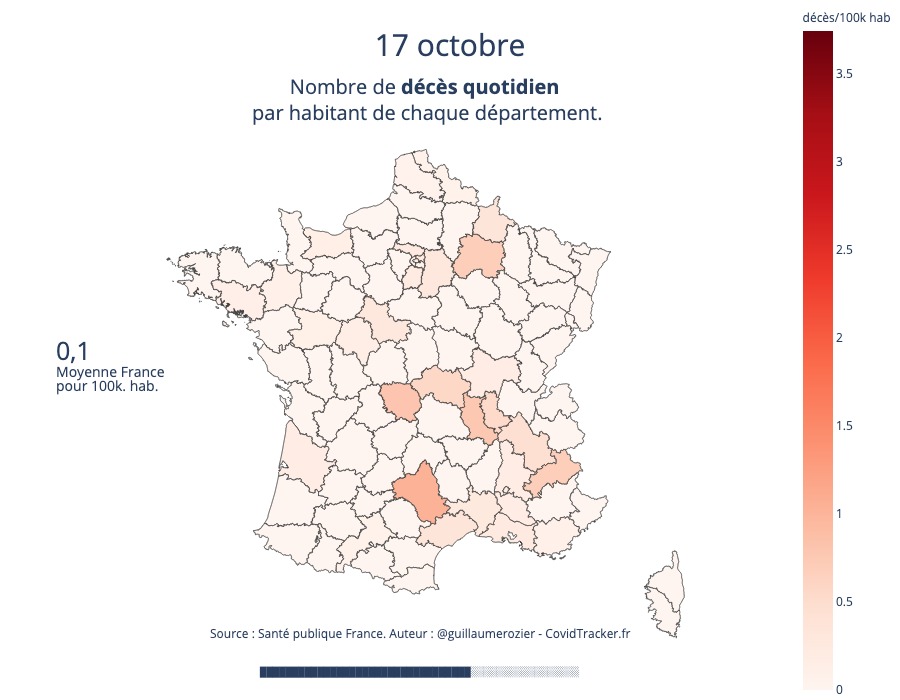 décès/100k hab
17 octobre
Nombre de décès quotidien
par habitant de chaque département.
3.5
3
2.5
2
1.5
1
0.5
0
0,1
Moyenne France
pour 100k. hab.
Source : Santé publique France. Auteur : @guillaumerozier - CovidTracker.fr